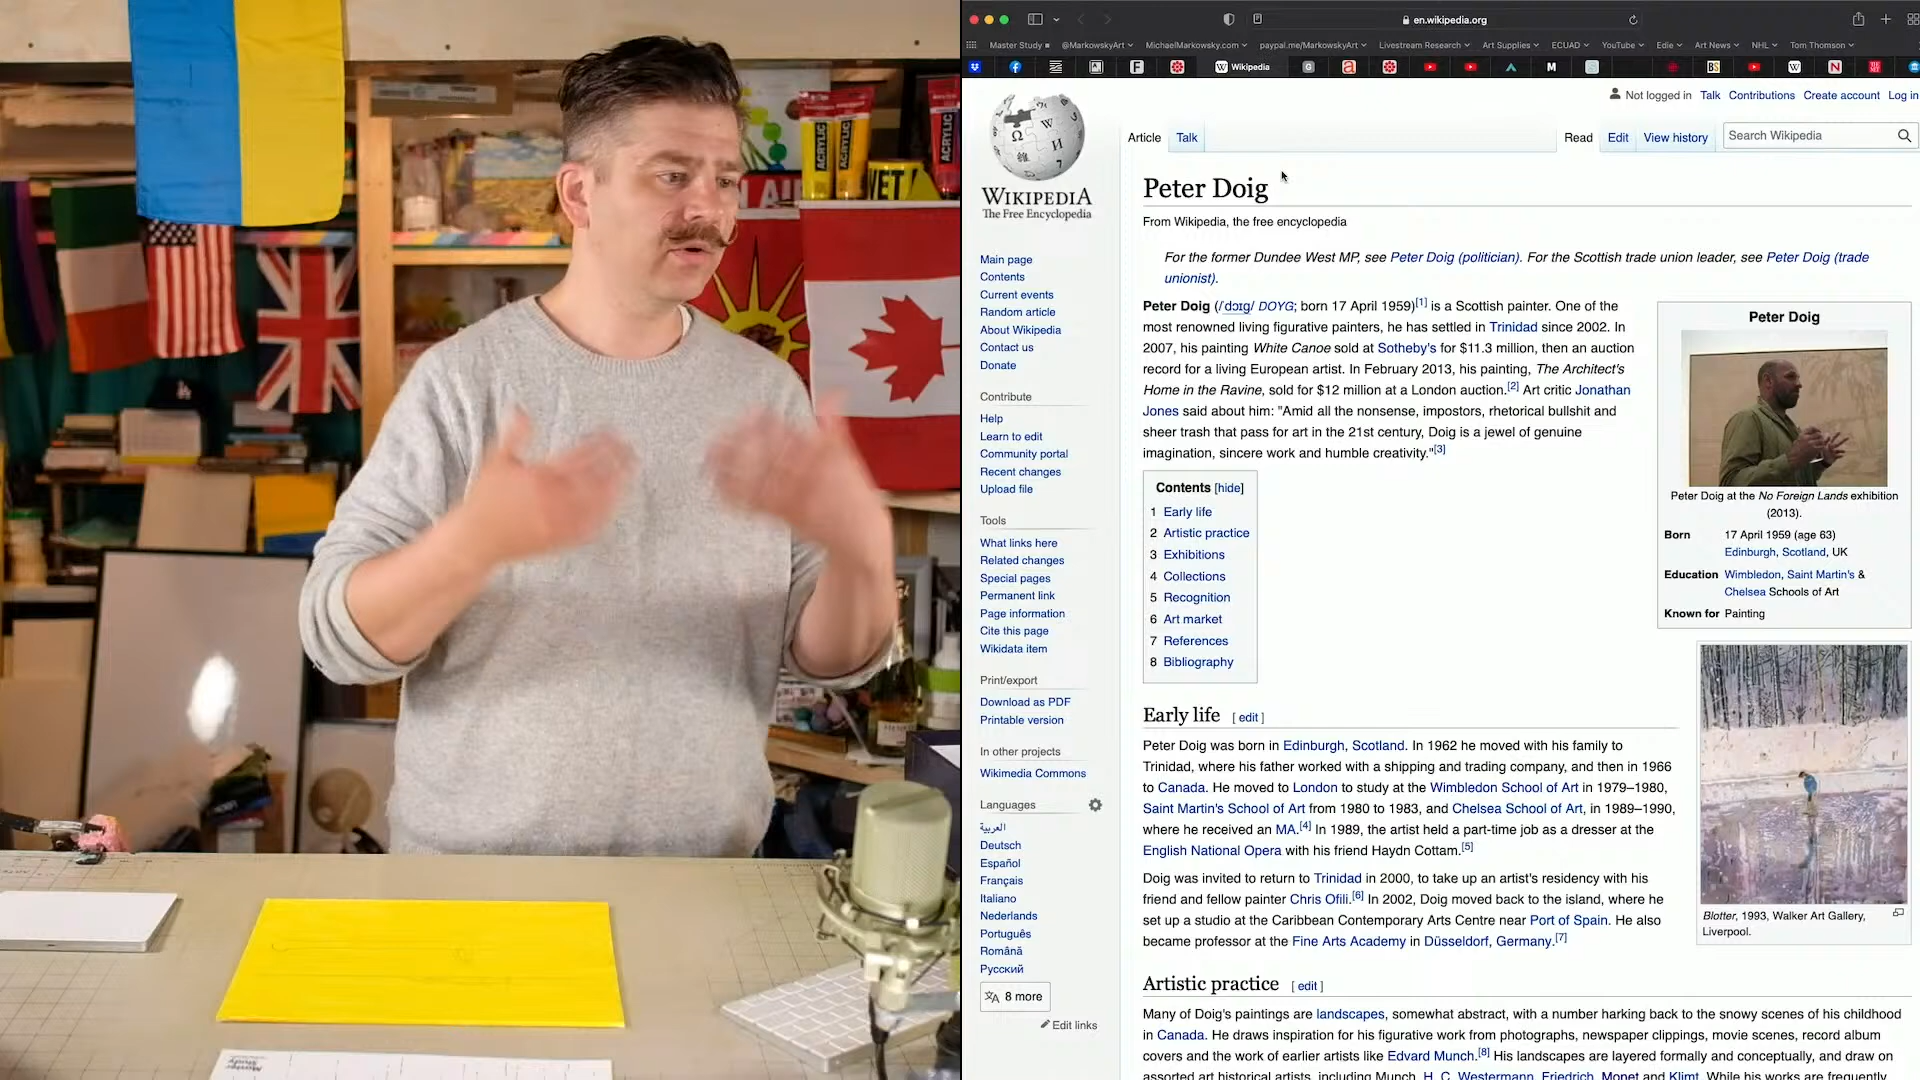 ACRYLIC
ACRYLIC
ACRYLIC
LA
VET!
Master
Study
en.wikipedia.org
Master Study
@MarkowskyArt
MichaelMarkowsky.com
paypal.me/MarkowskyArt
Livestream Research
Art Supplies
ECUAD
YouTube
Edie
Art News
NHL
Tom Thomson
Wikipedia
Not logged in Talk Contributions Create account Log in
Article Talk
Read Edit View history
Search Wikipedia
WIKIPEDIA
The Free Encyclopedia
Main page
Contents
Current events
Random article
About Wikipedia
Contact us
Donate
Contribute
Help
Learn to edit
Community portal
Recent changes
Upload file
Tools
What links here
Related changes
Special pages
Permanent link
Page information
Cite this page
Wikidata item
Print/export
Download as PDF
Printable version
In other projects
Wikimedia Commons
Languages
العربية
Deutsch
Español
Français
Italiano
Nederlands
Português
Română
Русский
8 more
Edit links
Peter Doig
From Wikipedia, the free encyclopedia
For the former Dundee West MP, see Peter Doig (politician). For the Scottish trade union leader, see Peter Doig (trade
unionist).
Peter Doig (/dɔɪɡ/ DOYG; born 17 April 1959)[1] is a Scottish painter. One of the
most renowned living figurative painters, he has settled in Trinidad since 2002. In
2007, his painting White Canoe sold at Sotheby's for $11.3 million, then an auction
record for a living European artist. In February 2013, his painting, The Architect's
Home in the Ravine, sold for $12 million at a London auction.[2] Art critic Jonathan
Jones said about him: "Amid all the nonsense, impostors, rhetorical bullshit and
sheer trash that pass for art in the 21st century, Doig is a jewel of genuine
imagination, sincere work and humble creativity."[3]
Contents [hide]
1 Early life
2 Artistic practice
3 Exhibitions
4 Collections
5 Recognition
6 Art market
7 References
8 Bibliography
Peter Doig
Peter Doig at the No Foreign Lands exhibition
(2013).
Born 17 April 1959 (age 63)
Edinburgh, Scotland, UK
Education Wimbledon, Saint Martin's &
Chelsea Schools of Art
Known for Painting
Blotter, 1993, Walker Art Gallery,
Liverpool.
Early life [ edit ]
Peter Doig was born in Edinburgh, Scotland. In 1962 he moved with his family to
Trinidad, where his father worked with a shipping and trading company, and then in 1966
to Canada. He moved to London to study at the Wimbledon School of Art in 1979–1980,
Saint Martin's School of Art from 1980 to 1983, and Chelsea School of Art, in 1989–1990,
where he received an MA.[4] In 1989, the artist held a part-time job as a dresser at the
English National Opera with his friend Haydn Cottam.[5]
Doig was invited to return to Trinidad in 2000, to take up an artist's residency with his
friend and fellow painter Chris Ofili.[6] In 2002, Doig moved back to the island, where he
set up a studio at the Caribbean Contemporary Arts Centre near Port of Spain. He also
became professor at the Fine Arts Academy in Düsseldorf, Germany.[7]
Artistic practice [ edit ]
Many of Doig's paintings are landscapes, somewhat abstract, with a number harking back to the snowy scenes of his childhood
in Canada. He draws inspiration for his figurative work from photographs, newspaper clippings, movie scenes, record album
covers and the work of earlier artists like Edvard Munch.[8] His landscapes are layered formally and conceptually, and draw on
assorted art historical artists, including Munch, H. C. Westermann, Friedrich, Monet and Klimt. While his works are frequently